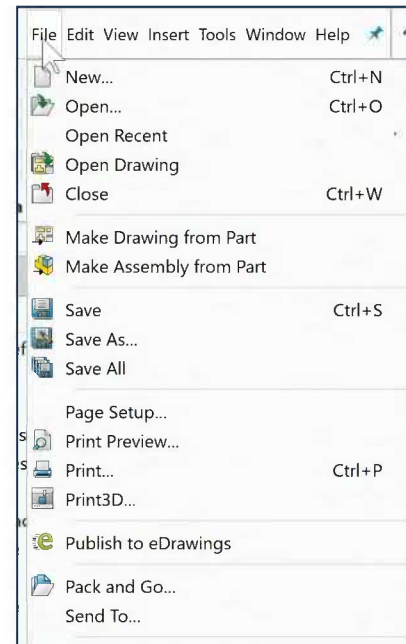 File Edit View Insert Tools Window Help
New... Ctrl+N
Open... Ctrl+O
Open Recent
Open Drawing
Close Ctrl+W
Make Drawing from Part
Make Assembly from Part
Save Ctrl+S
Save As...
Save All
Page Setup...
Print Preview...
Print... Ctrl+P
Print3D...
Publish to eDrawings
Pack and Go...
Send To...